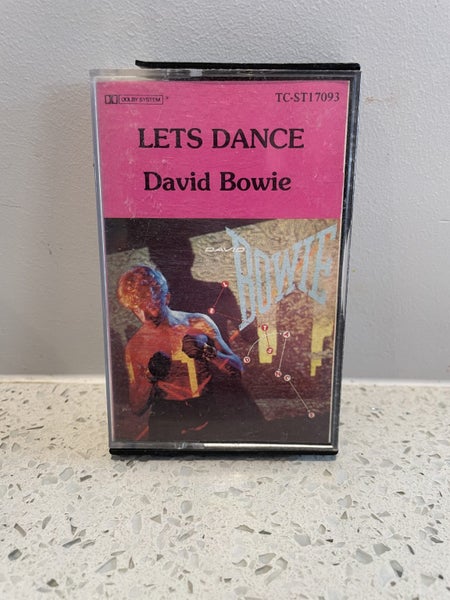 DOLBY SYSTEM
TC-ST17093
LETS DANCE
David Bowie
DAVID
BOWIE